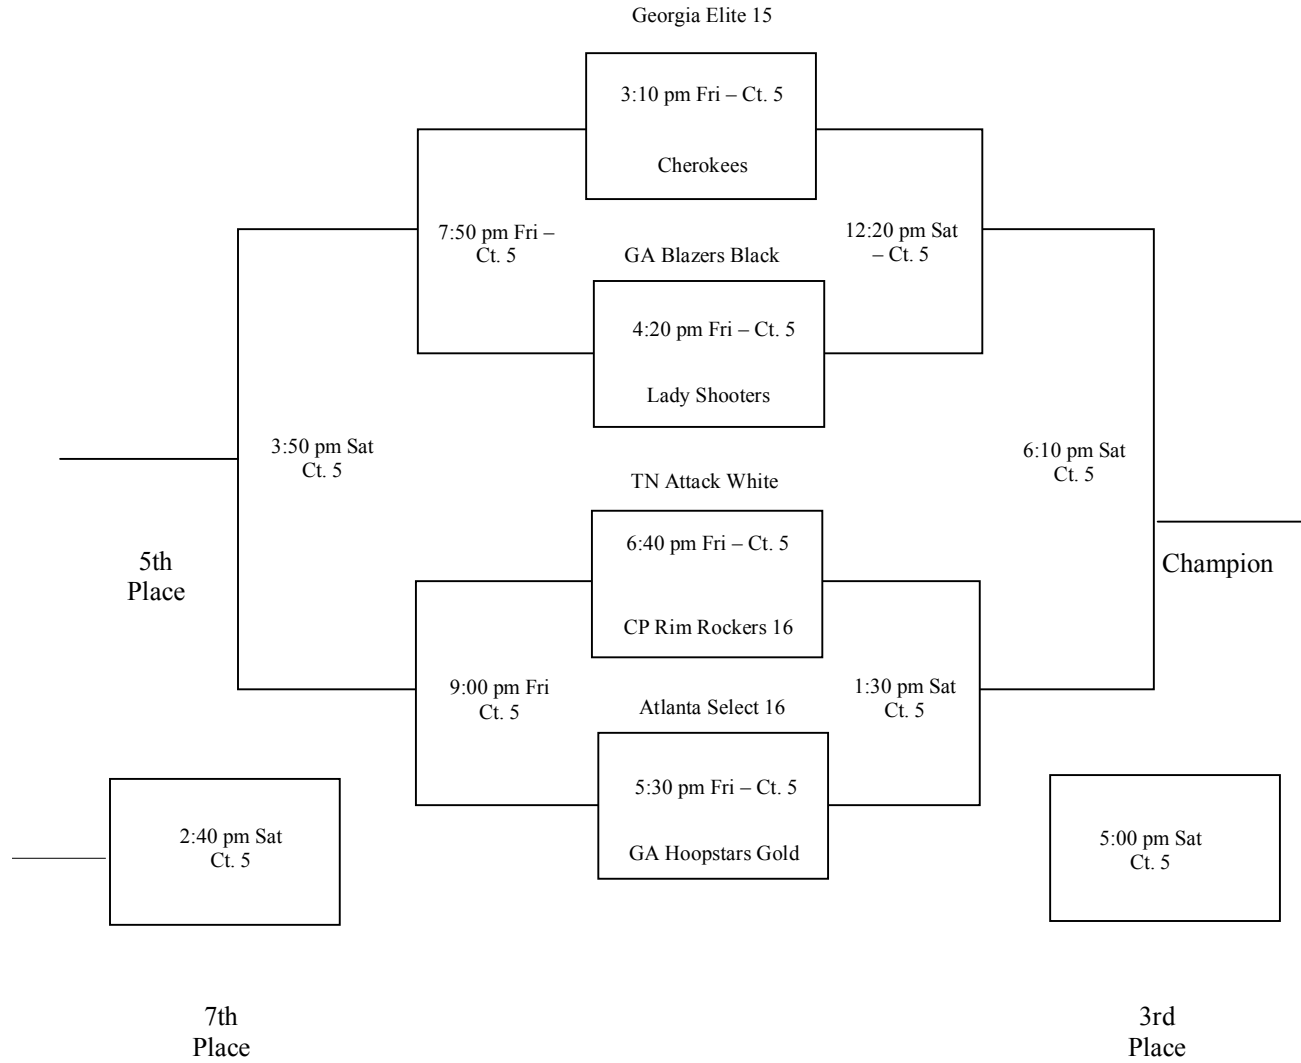 Georgia Elite 15
3:10 pm Fri – Ct. 5
Cherokees
7:50 pm Fri –
Ct. 5
GA Blazers Black
12:20 pm Sat
– Ct. 5
4:20 pm Fri – Ct. 5
Lady Shooters
3:50 pm Sat
Ct. 5
6:10 pm Sat
Ct. 5
TN Attack White
6:40 pm Fri – Ct. 5
5th
Place
Champion
CP Rim Rockers 16
9:00 pm Fri
Ct. 5
Atlanta Select 16
1:30 pm Sat
Ct. 5
5:30 pm Fri – Ct. 5
GA Hoopstars Gold
2:40 pm Sat
Ct. 5
5:00 pm Sat
Ct. 5
7th
Place
3rd
Place